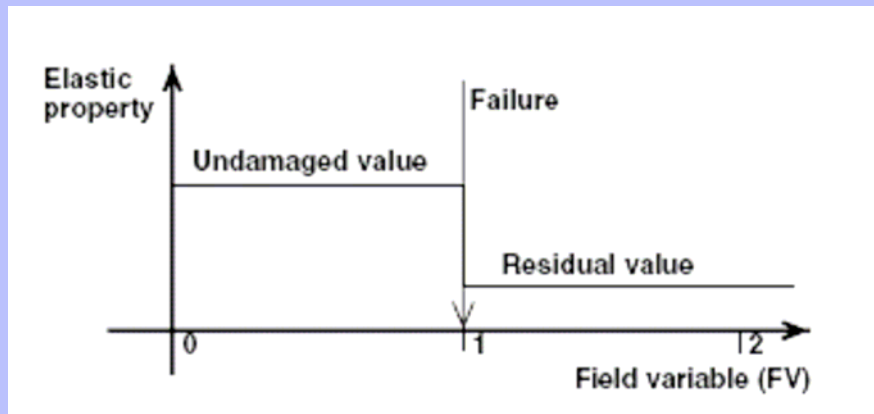 Elastic
property
Failure
Undamaged value
Residual value
0
1
2
Field variable (FV)